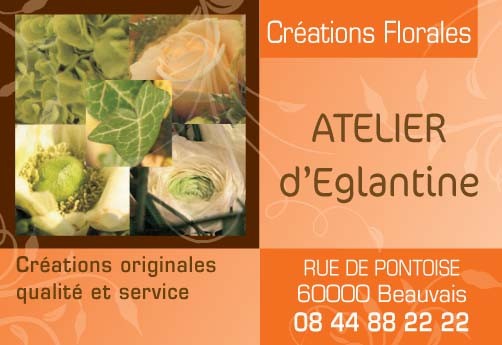 Créations Florales
ATELIER
d'Eglantine
Créations originales
qualité et service
RUE DE PONTOISE
60000 Beauvais
08 44 88 22 22